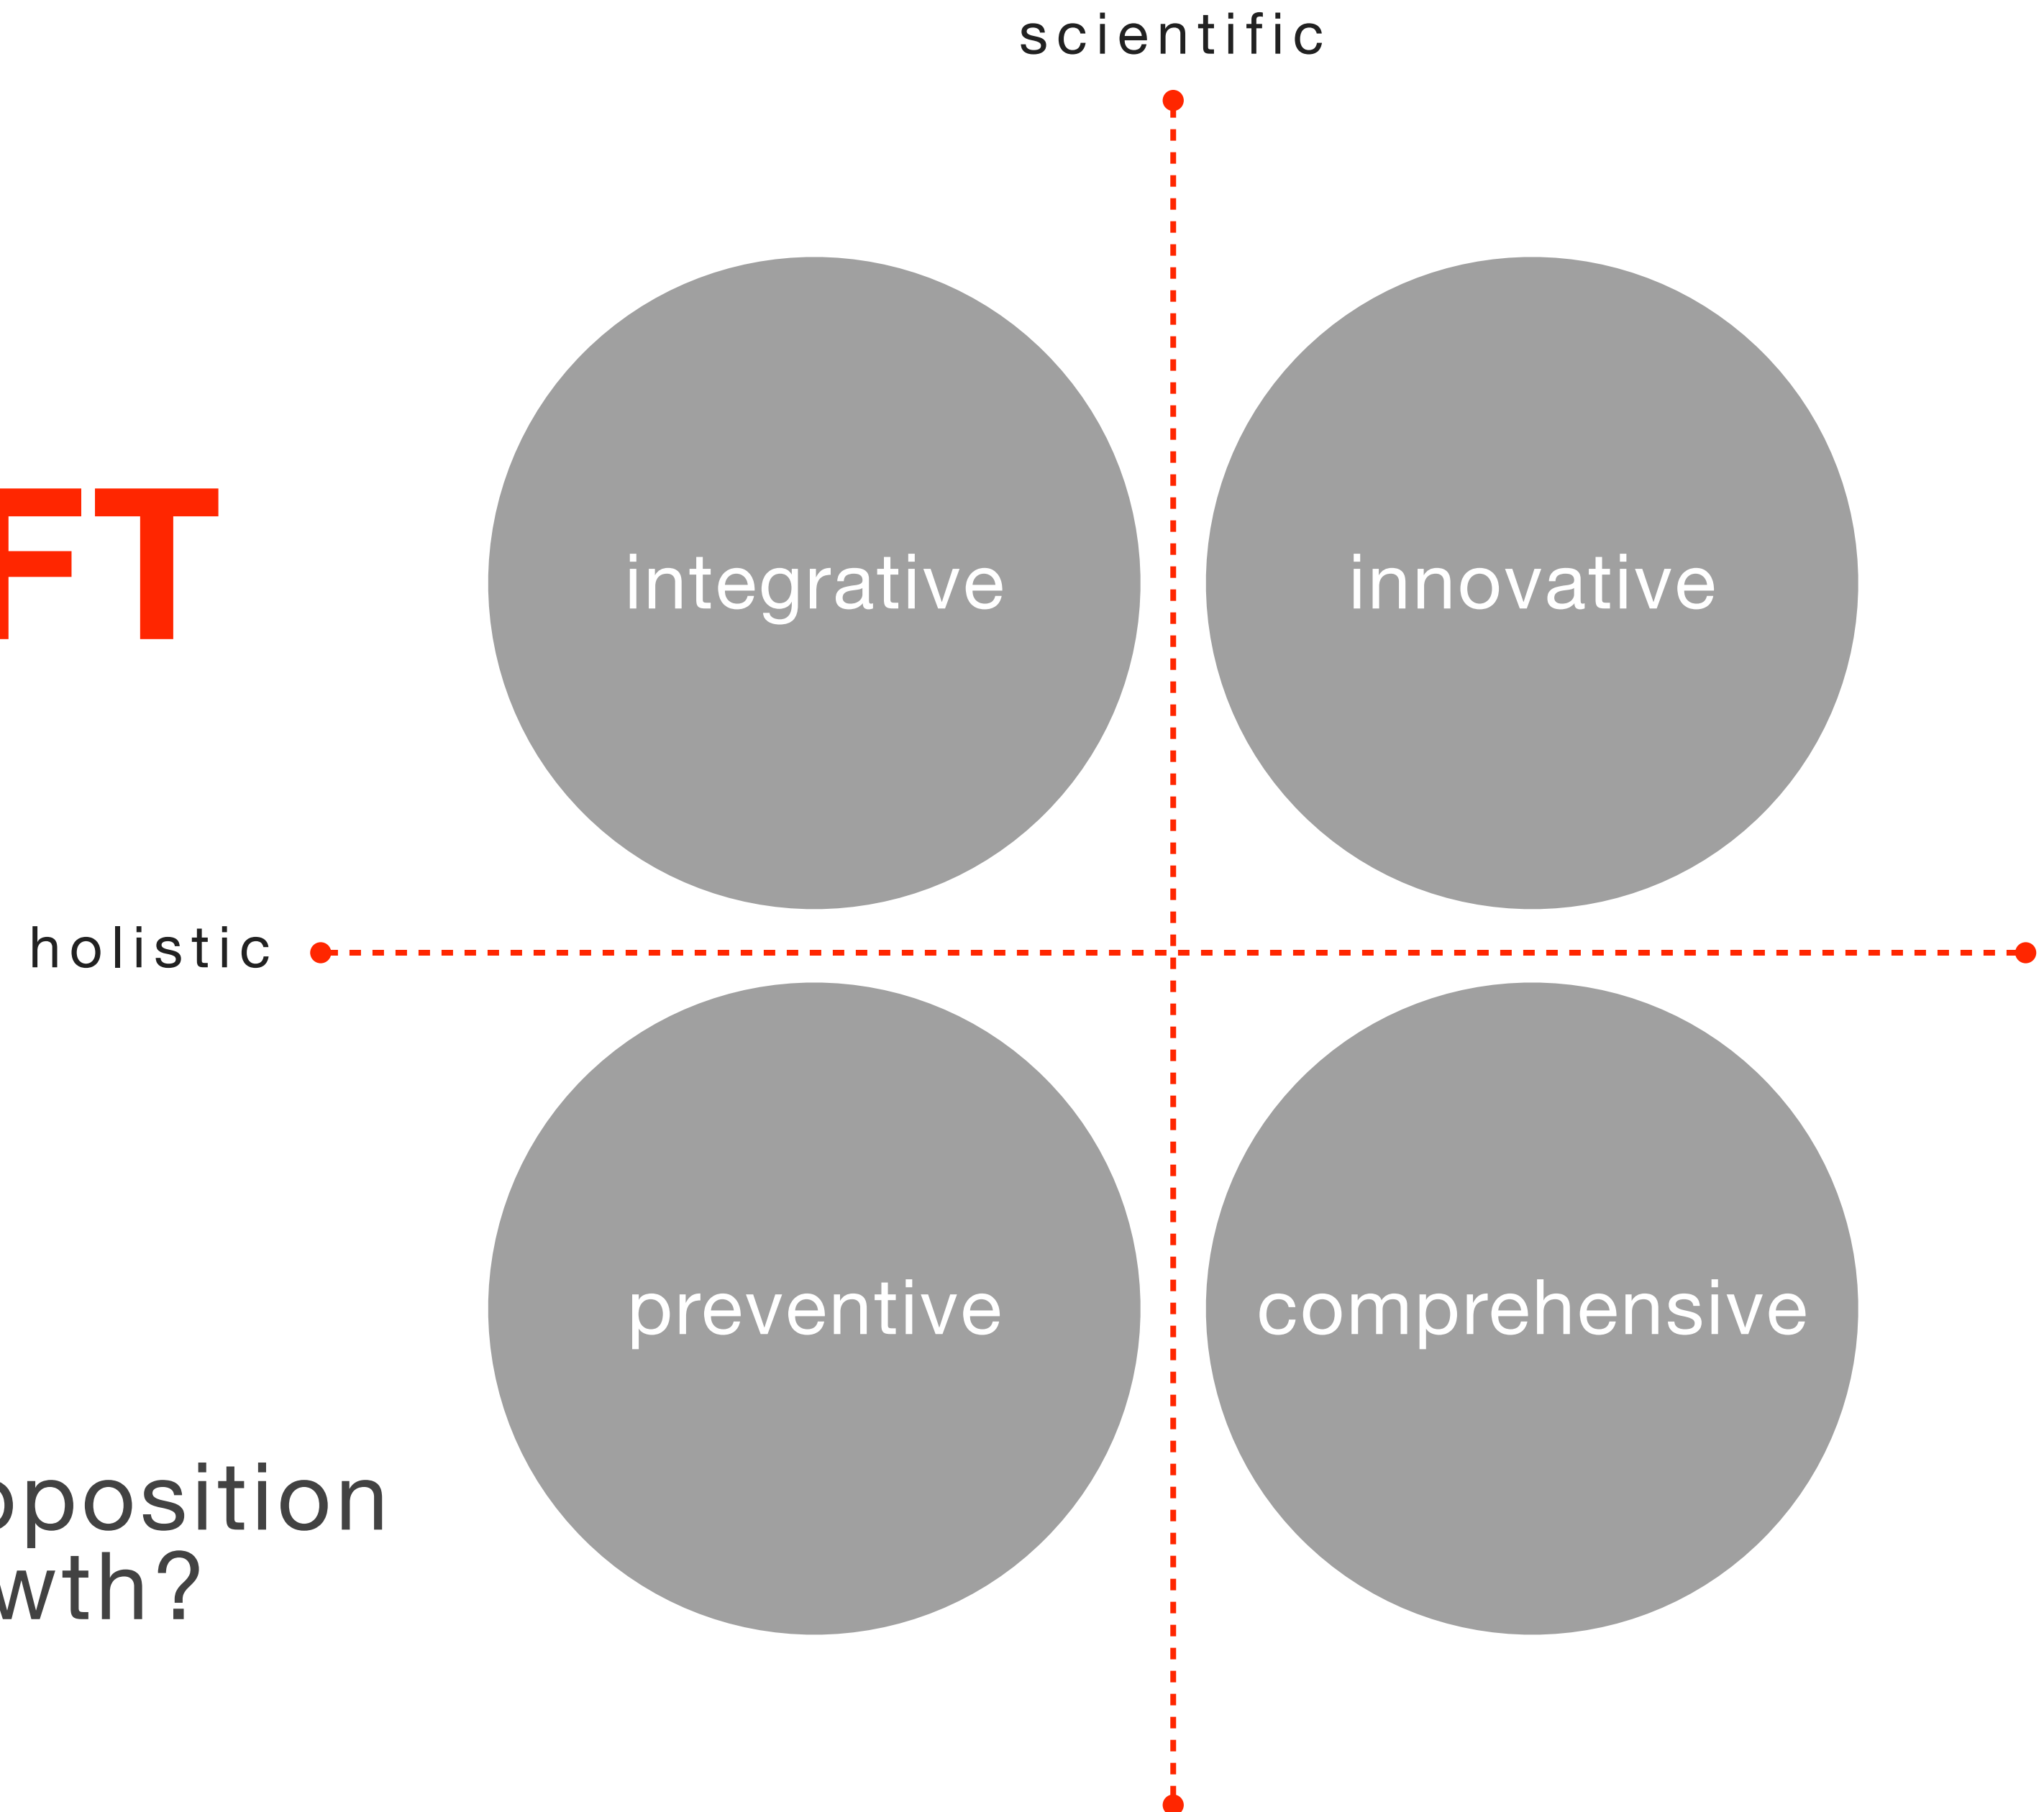 scientific
FT
integrative
innovative
holistic
preventive
comprehensive
position
wth?